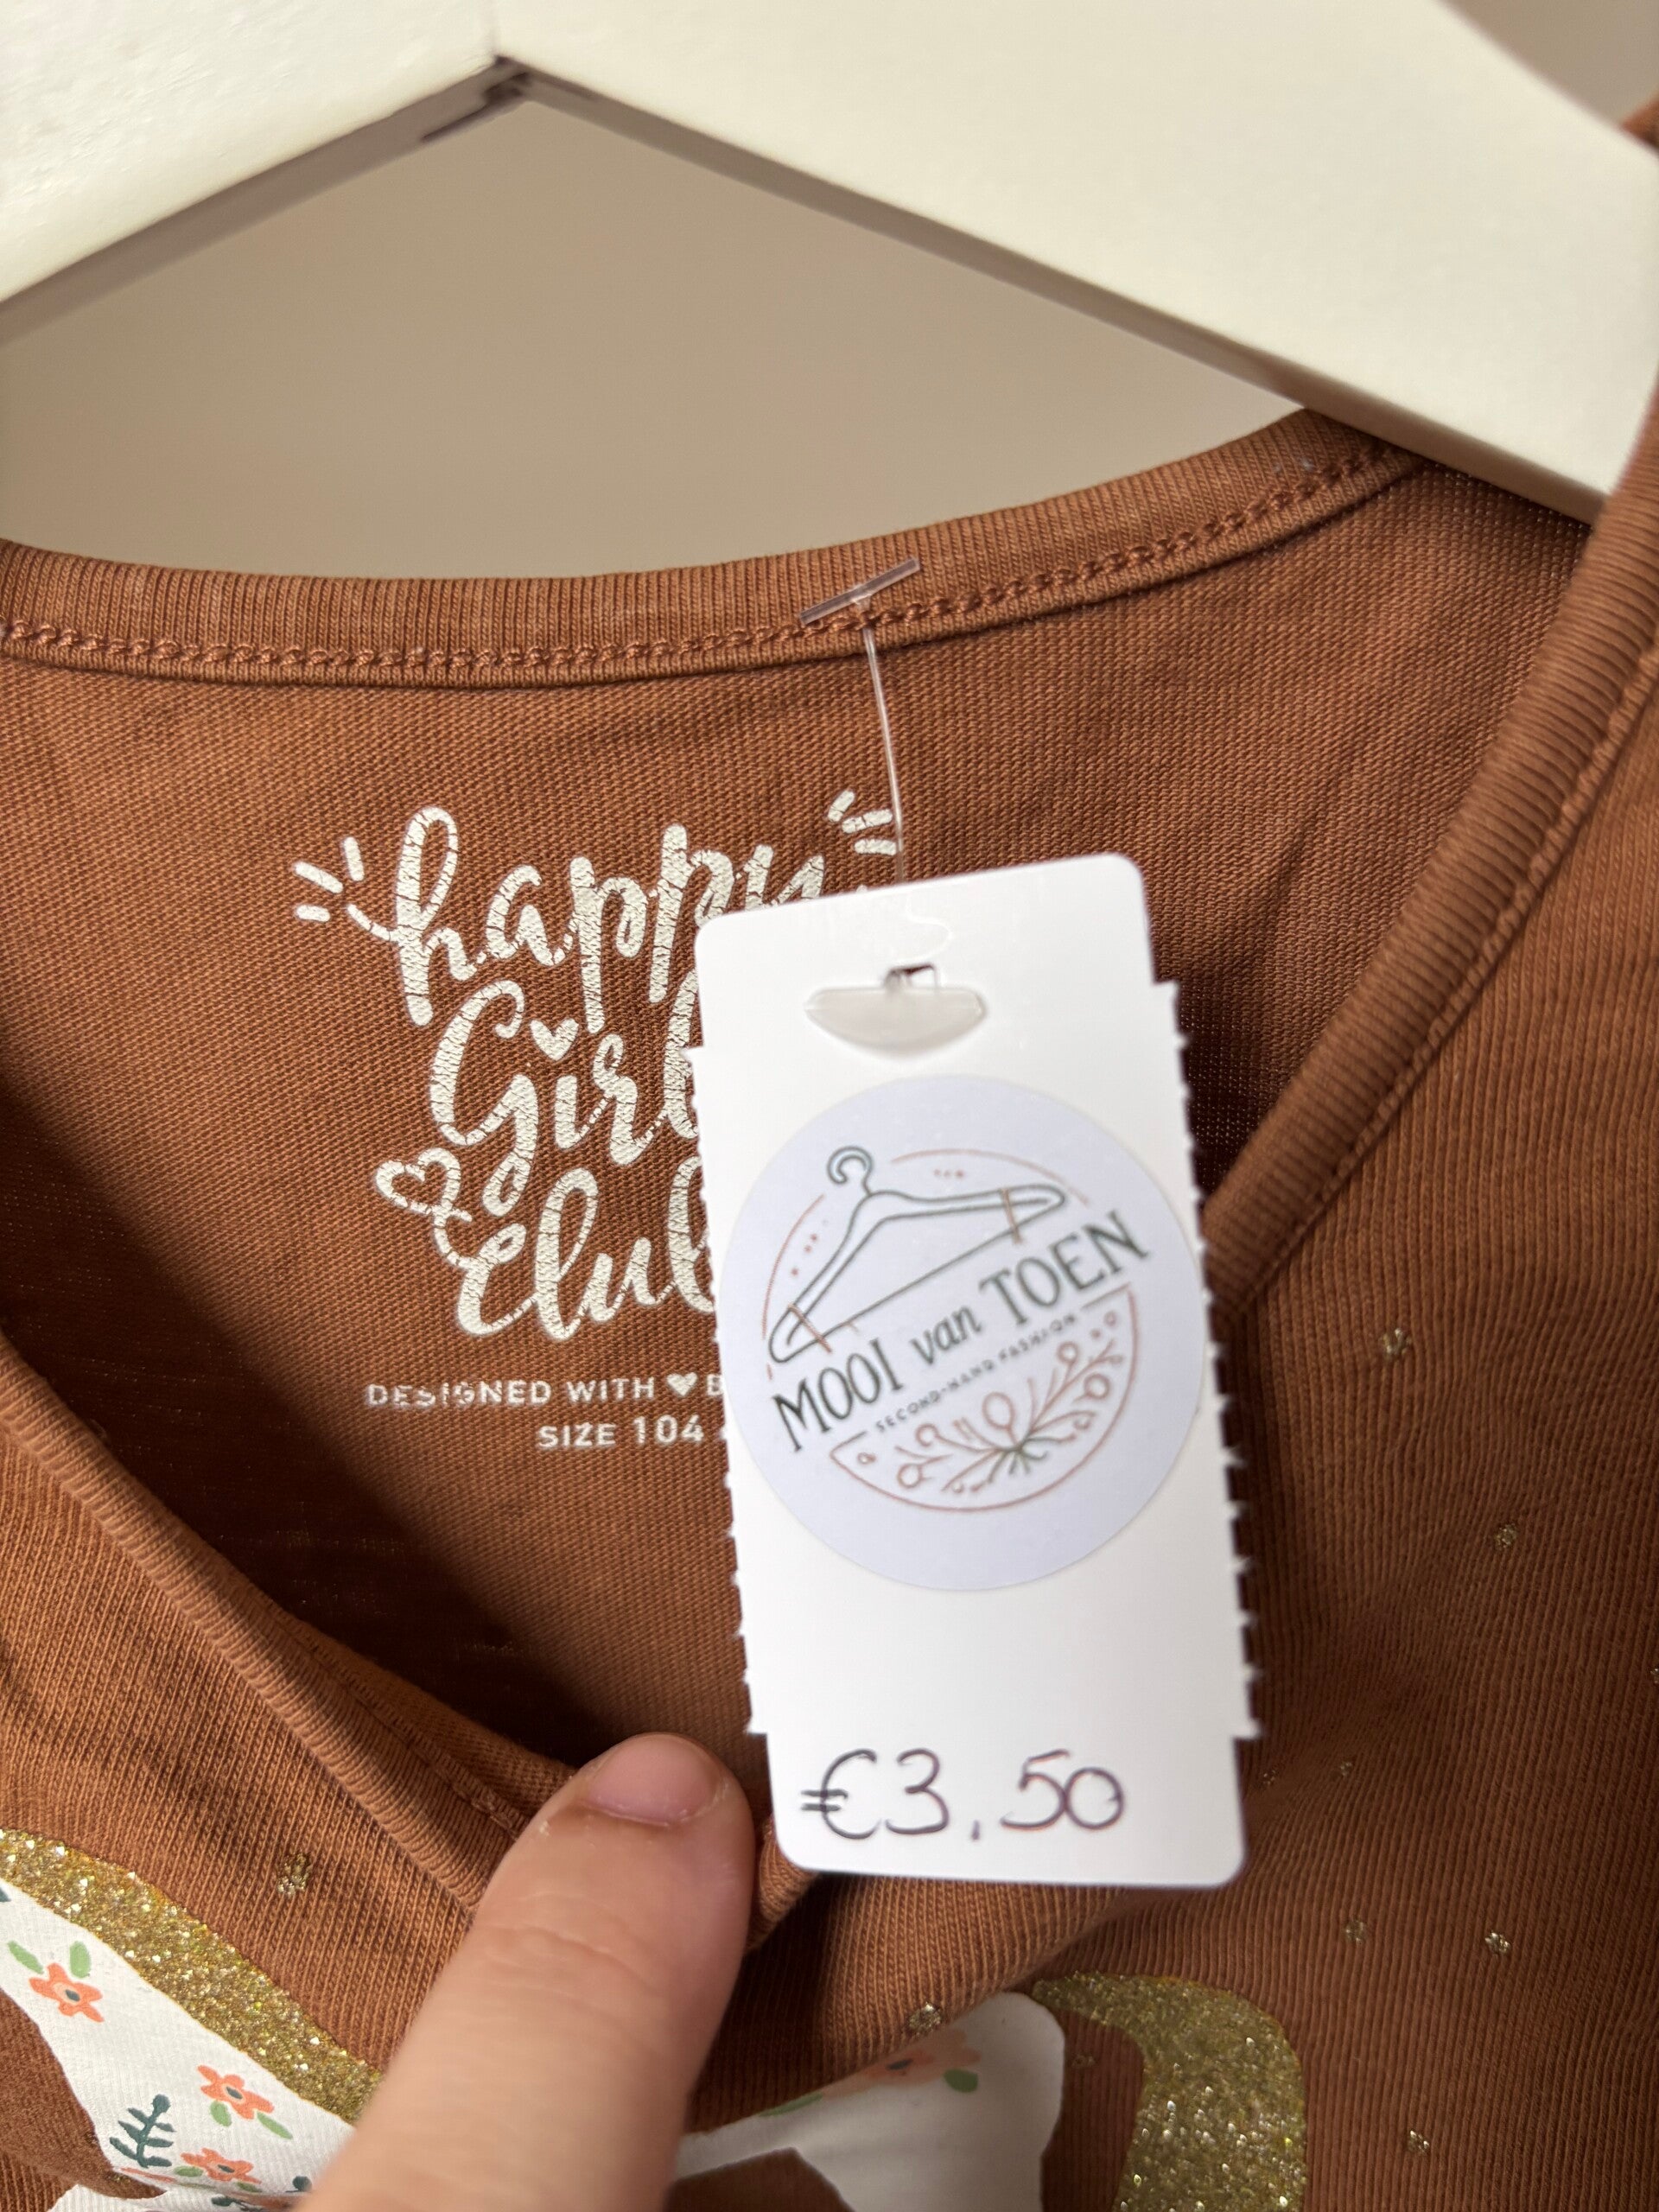 happy
Girl
Club
DESIGNED WITH ♥ B
SIZE 104
MOOI van TOEN
SECOND-HAND FASHION
€3,50